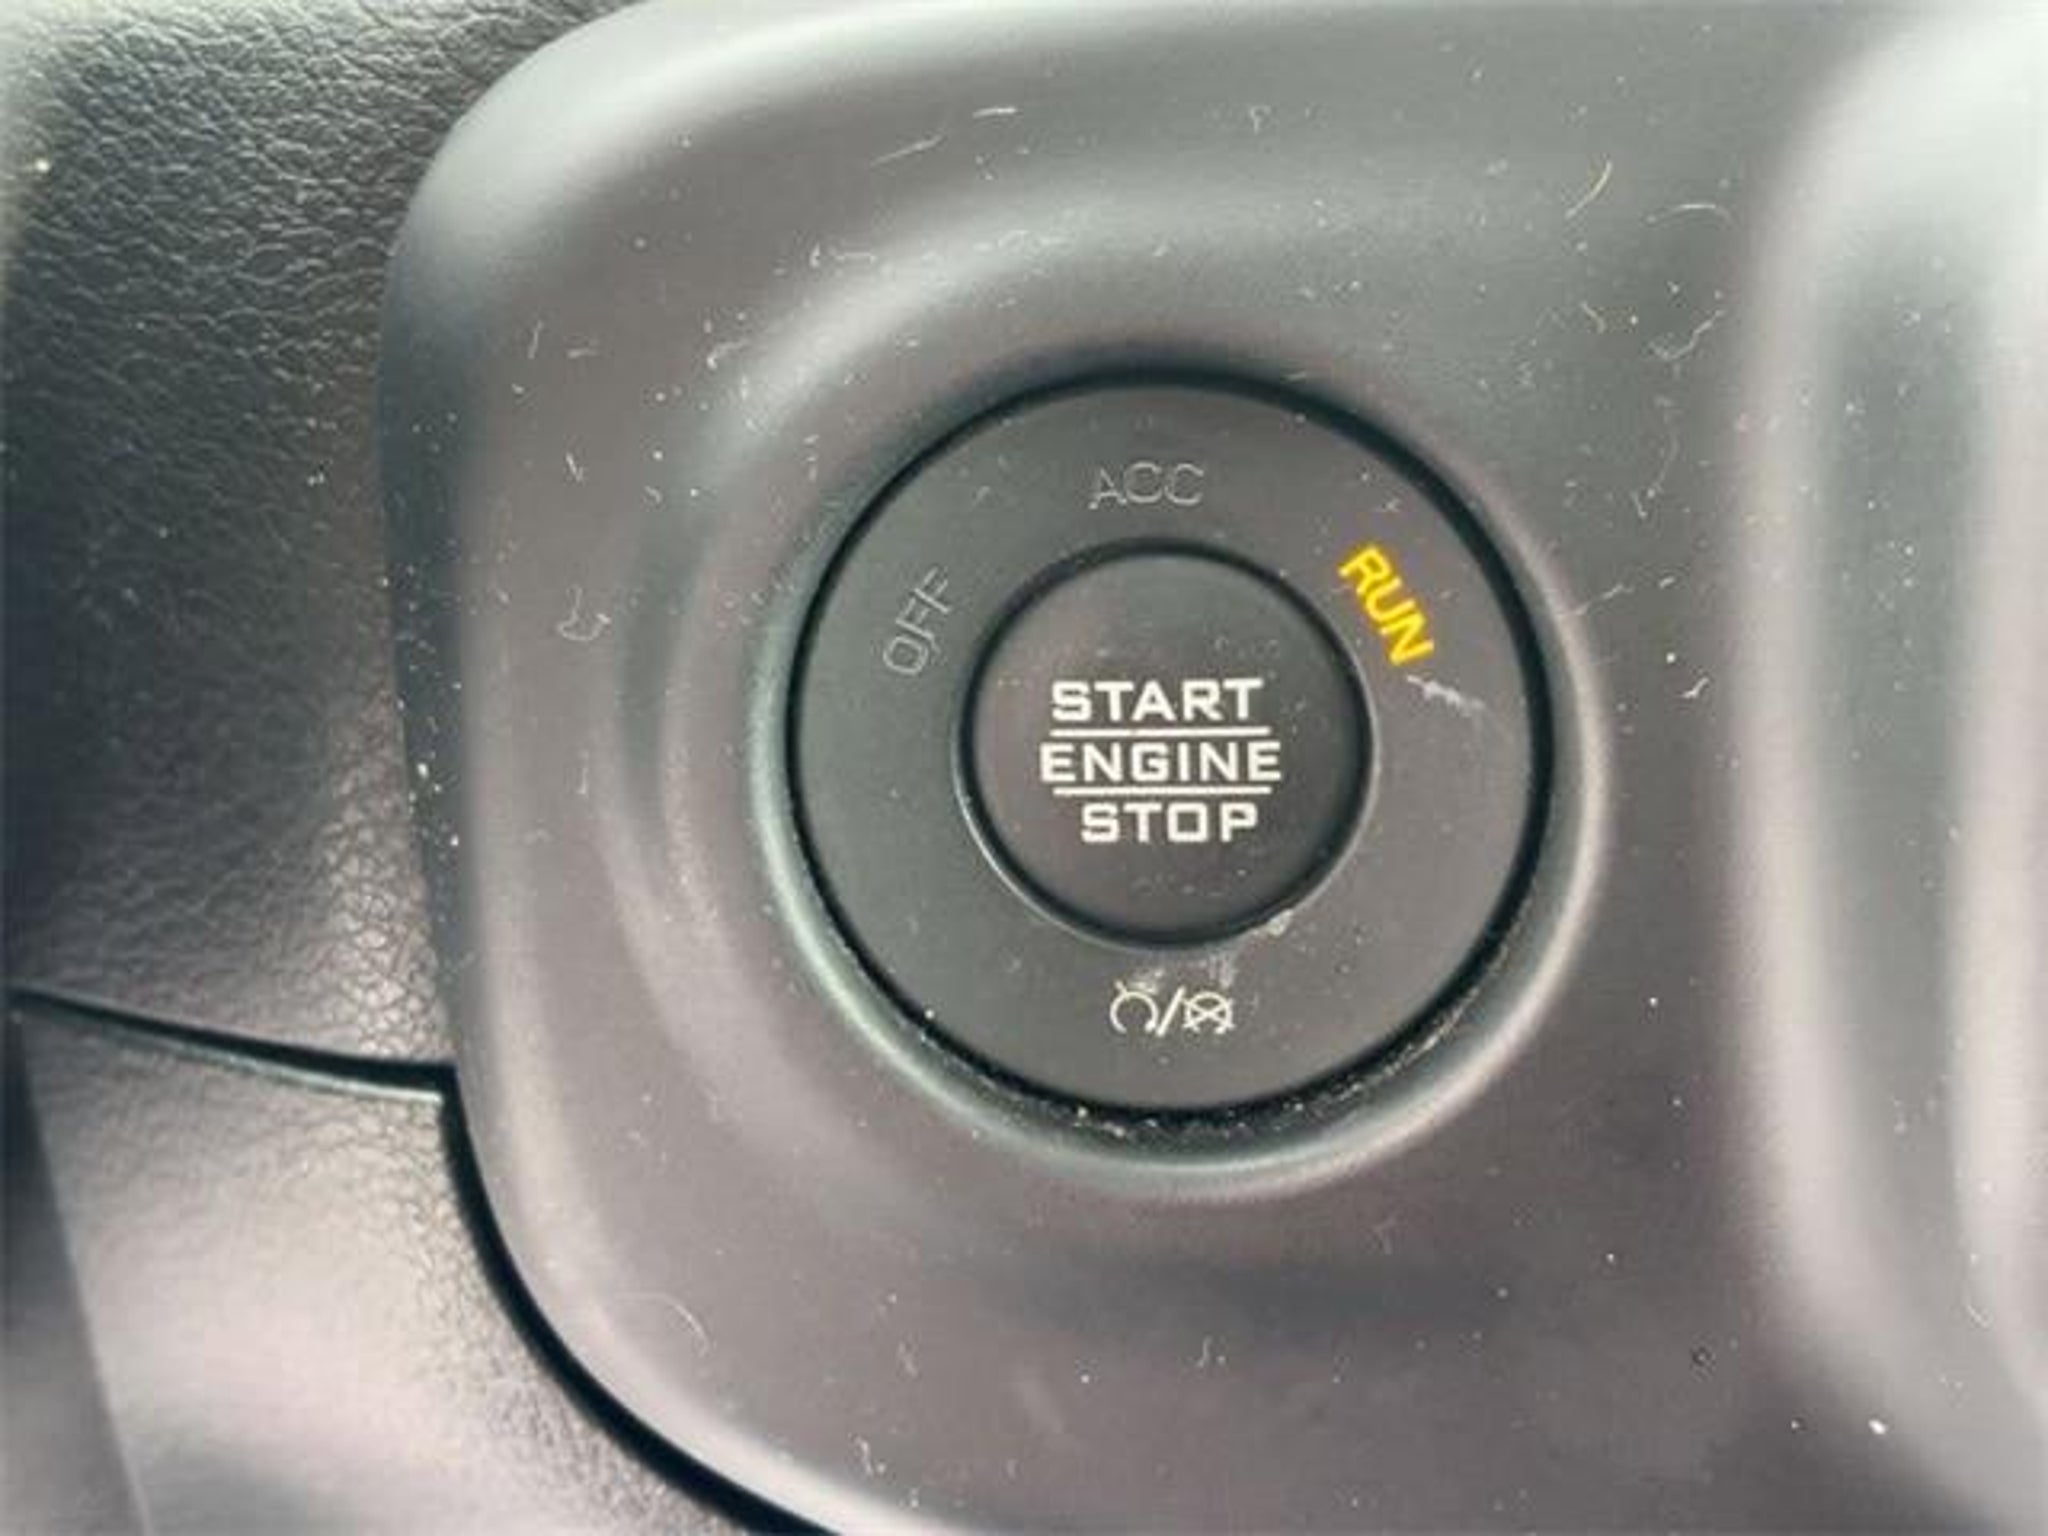 ACC
OFF
RUN
START
ENGINE
STOP